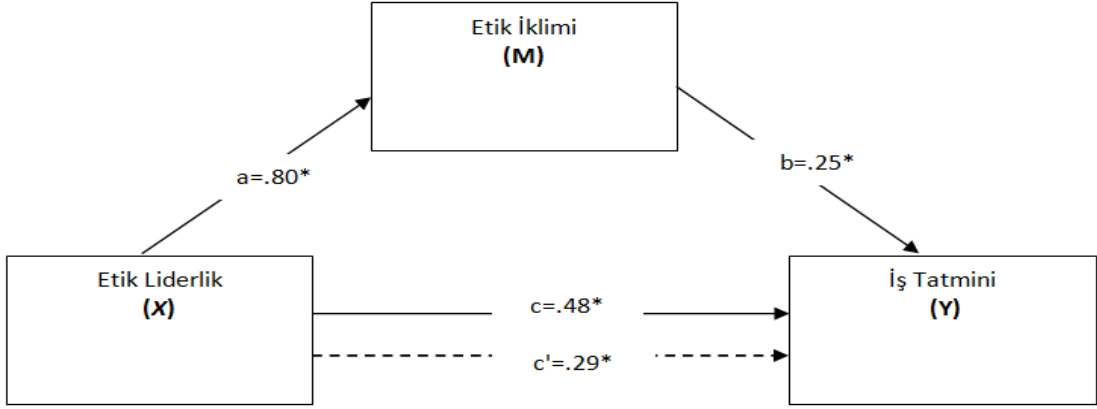 Etik İklimi
(M)
a=.80*
b=.25*
Etik Liderlik
(X)
c=.48*
c'=.29*
İş Tatmini
(Y)